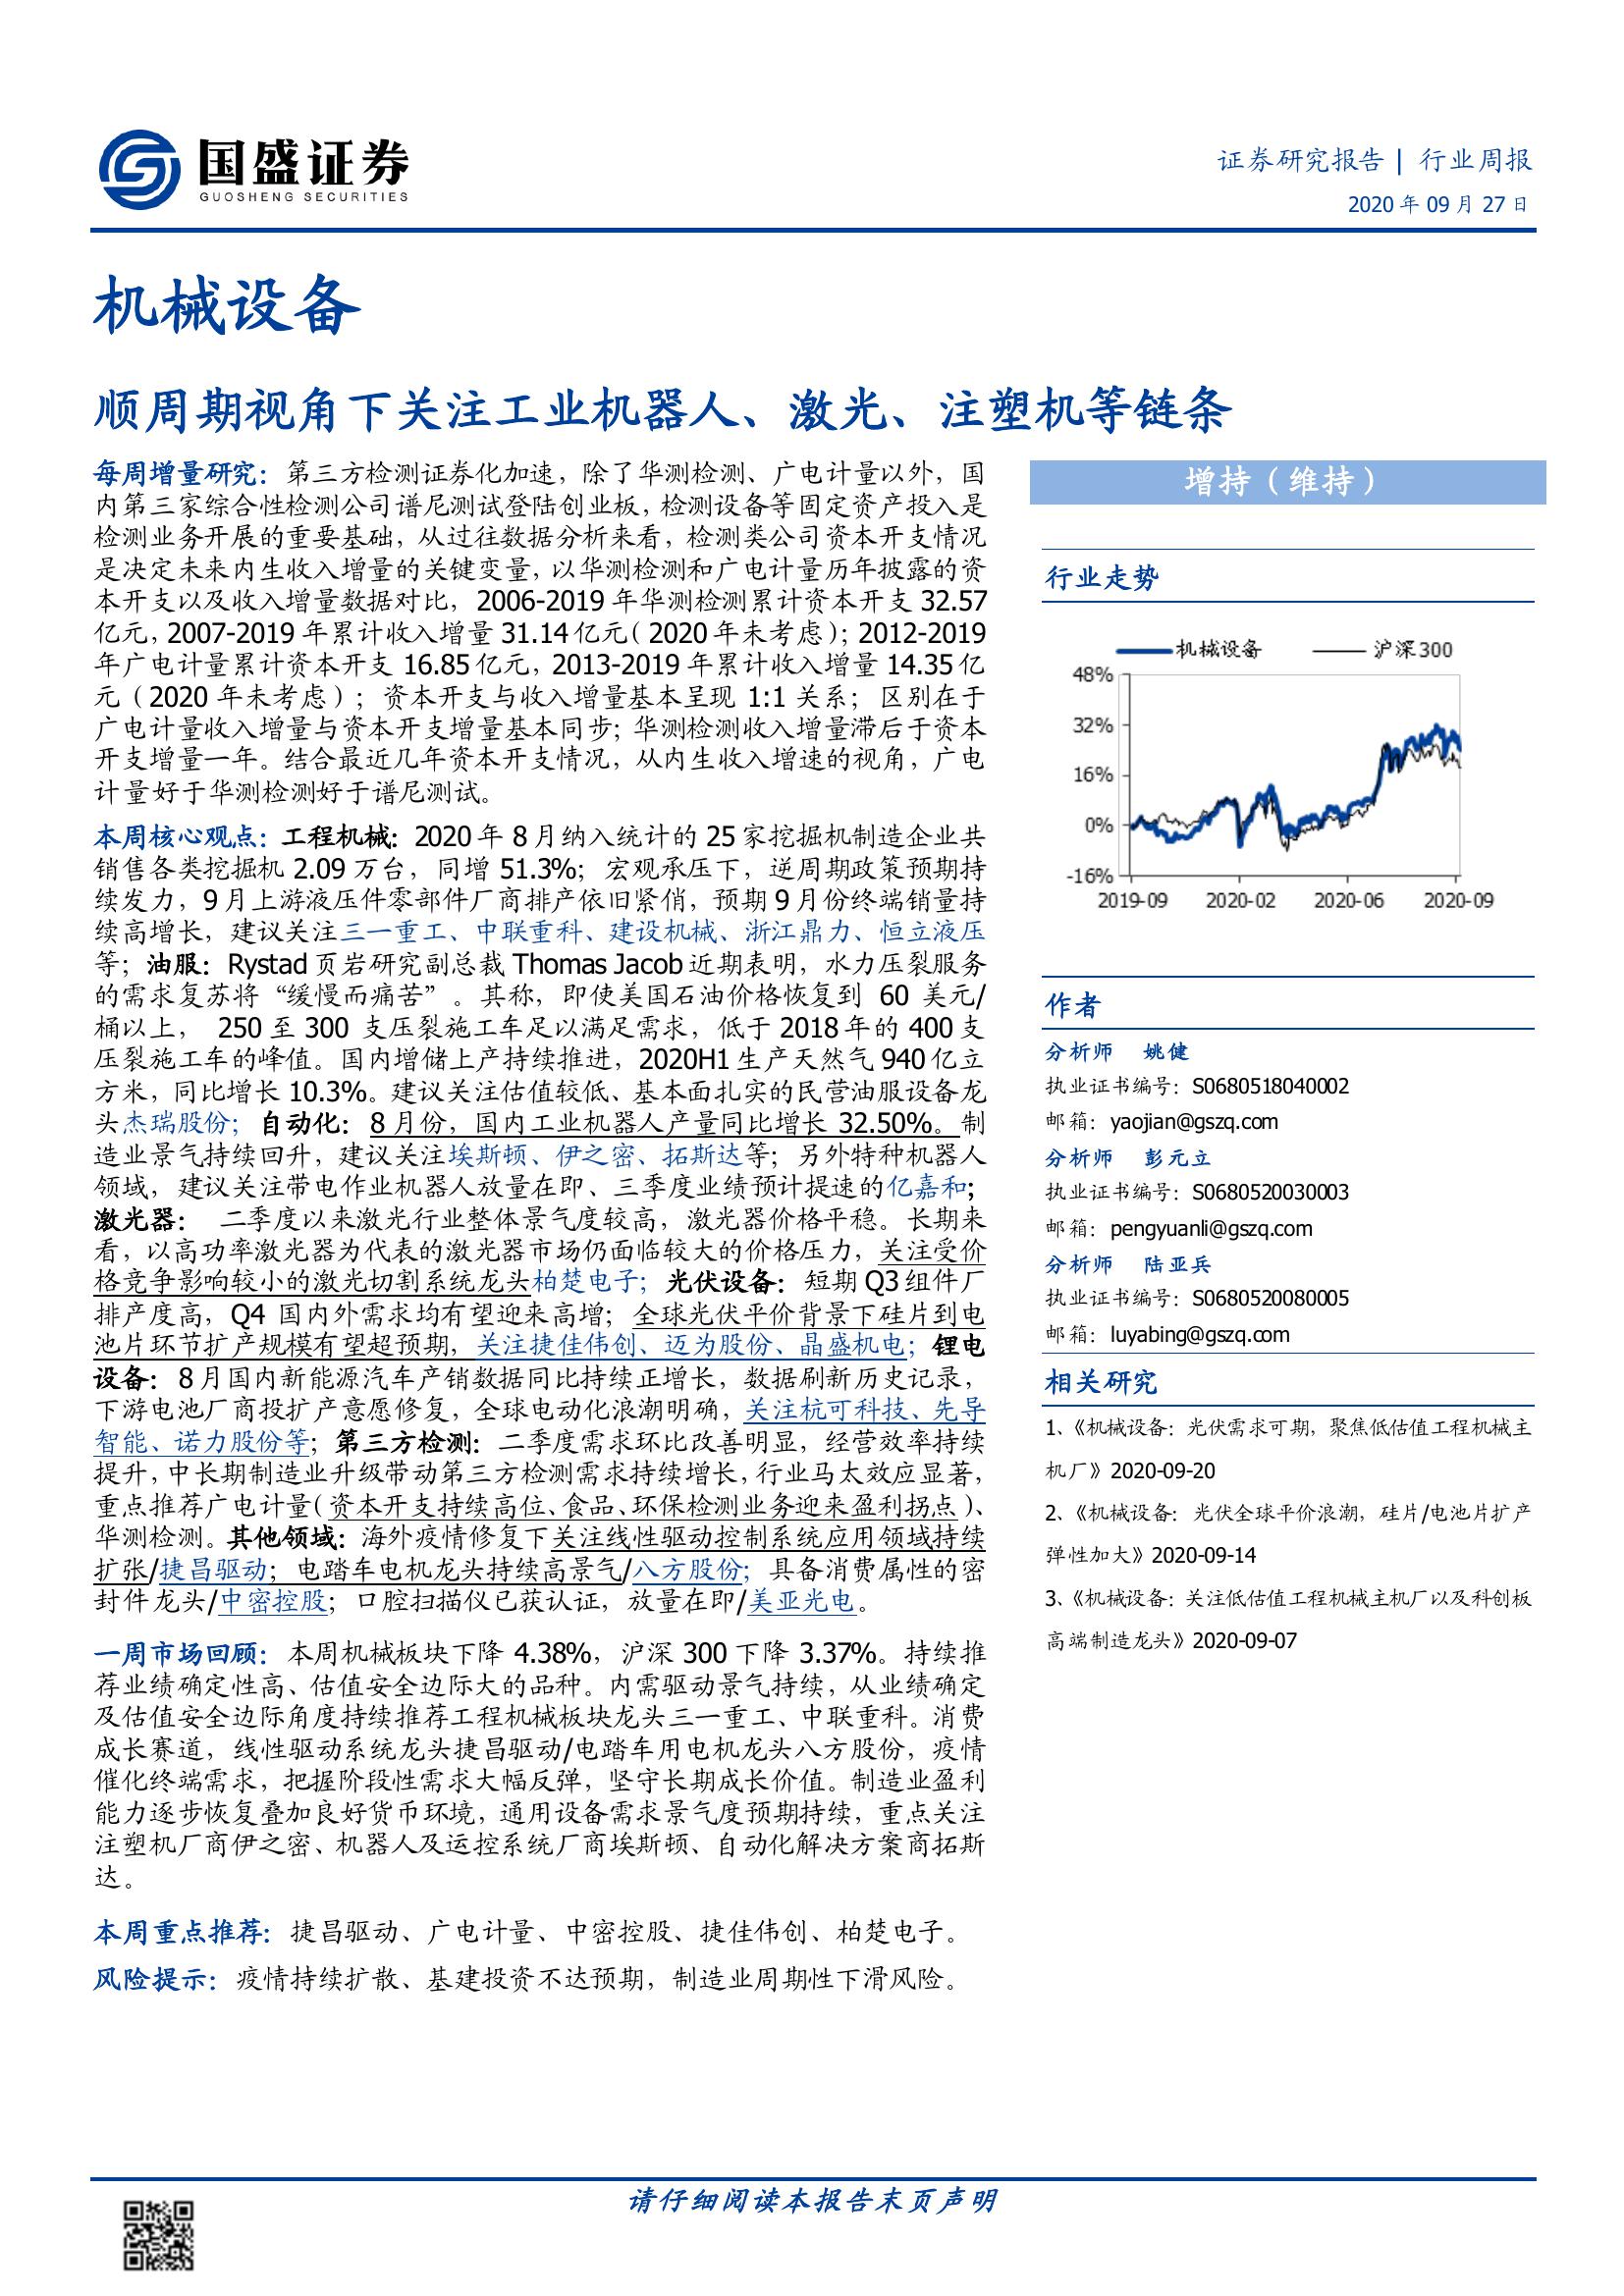 国盛证券
GUOSHENG SECURITIES
证券研究报告 | 行业周报
2020 年 09 月 27 日
机械设备
顺周期视角下关注工业机器人、激光、注塑机等链条
每周增量研究：第三方检测证券化加速，除了华测检测、广电计量以外，国
内第三家综合性检测公司谱尼测试登陆创业板，检测设备等固定资产投入是
检测业务开展的重要基础，从过往数据分析来看，检测类公司资本开支情况
是决定未来内生收入增量的关键变量，以华测检测和广电计量历年披露的资
本开支以及收入增量数据对比，2006-2019 年华测检测累计资本开支 32.57
亿元，2007-2019 年累计收入增量 31.14 亿元（2020 年未考虑）；2012-2019
年广电计量累计资本开支 16.85 亿元，2013-2019 年累计收入增量 14.35 亿
元（2020 年未考虑）；资本开支与收入增量基本呈现 1:1 关系；区别在于
广电计量收入增量与资本开支增量基本同步；华测检测收入增量滞后于资本
开支增量一年。结合最近几年资本开支情况，从内生收入增速的视角，广电
计量好于华测检测好于谱尼测试。
本周核心观点：工程机械：2020 年 8 月纳入统计的 25 家挖掘机制造企业共
销售各类挖掘机 2.09 万台，同增 51.3%；宏观承压下，逆周期政策预期持
续发力，9 月上游液压件零部件厂商排产依旧紧俏，预期 9 月份终端销量持
续高增长，建议关注三一重工、中联重科、建设机械、浙江鼎力、恒立液压
等；油服：Rystad 页岩研究副总裁 Thomas Jacob 近期表明，水力压裂服务
的需求复苏将“缓慢而痛苦”。其称，即使美国石油价格恢复到 60 美元/
桶以上， 250 至 300 支压裂施工车足以满足需求，低于 2018 年的 400 支
压裂施工车的峰值。国内增储上产持续推进，2020H1 生产天然气 940 亿立
方米，同比增长 10.3%。建议关注估值较低、基本面扎实的民营油服设备龙
头杰瑞股份；自动化：8 月份，国内工业机器人产量同比增长 32.50%。制
造业景气持续回升，建议关注埃斯顿、伊之密、拓斯达等；另外特种机器人
领域，建议关注带电作业机器人放量在即、三季度业绩预计提速的亿嘉和；
激光器： 二季度以来激光行业整体景气度较高，激光器价格平稳。长期来
看，以高功率激光器为代表的激光器市场仍面临较大的价格压力，关注受价
格竞争影响较小的激光切割系统龙头柏楚电子；光伏设备：短期 Q3 组件厂
排产度高，Q4 国内外需求均有望迎来高增；全球光伏平价背景下硅片到电
池片环节扩产规模有望超预期，关注捷佳伟创、迈为股份、晶盛机电；锂电
设备：8 月国内新能源汽车产销数据同比持续正增长，数据刷新历史记录，
下游电池厂商投扩产意愿修复，全球电动化浪潮明确，关注杭可科技、先导
智能、诺力股份等；第三方检测：二季度需求环比改善明显，经营效率持续
提升，中长期制造业升级带动第三方检测需求持续增长，行业马太效应显著，
重点推荐广电计量（资本开支持续高位、食品、环保检测业务迎来盈利拐点）、
华测检测。其他领域：海外疫情修复下关注线性驱动控制系统应用领域持续
扩张/捷昌驱动；电踏车电机龙头持续高景气/八方股份；具备消费属性的密
封件龙头/中密控股；口腔扫描仪已获认证，放量在即/美亚光电。
一周市场回顾：本周机械板块下降 4.38%，沪深 300 下降 3.37%。持续推
荐业绩确定性高、估值安全边际大的品种。内需驱动景气持续，从业绩确定
及估值安全边际角度持续推荐工程机械板块龙头三一重工、中联重科。消费
成长赛道，线性驱动系统龙头捷昌驱动/电踏车用电机龙头八方股份，疫情
催化终端需求，把握阶段性需求大幅反弹，坚守长期成长价值。制造业盈利
能力逐步恢复叠加良好货币环境，通用设备需求景气度预期持续，重点关注
注塑机厂商伊之密、机器人及运控系统厂商埃斯顿、自动化解决方案商拓斯
达。
本周重点推荐：捷昌驱动、广电计量、中密控股、捷佳伟创、柏楚电子。
风险提示：疫情持续扩散、基建投资不达预期，制造业周期性下滑风险。
增持（维持）
行业走势
机械设备 沪深300
48%
32%
16%
0%
-16%
2019-09 2020-02 2020-06 2020-09
作者
分析师 姚健
执业证书编号：S0680518040002
邮箱：yaojian@gszq.com
分析师 彭元立
执业证书编号：S0680520030003
邮箱：pengyuanli@gszq.com
分析师 陆亚兵
执业证书编号：S0680520080005
邮箱：luyabing@gszq.com
相关研究
1、《机械设备：光伏需求可期，聚焦低估值工程机械主
机厂》2020-09-20
2、《机械设备：光伏全球平价浪潮，硅片/电池片扩产
弹性加大》2020-09-14
3、《机械设备：关注低估值工程机械主机厂以及科创板
高端制造龙头》2020-09-07
请仔细阅读本报告末页声明